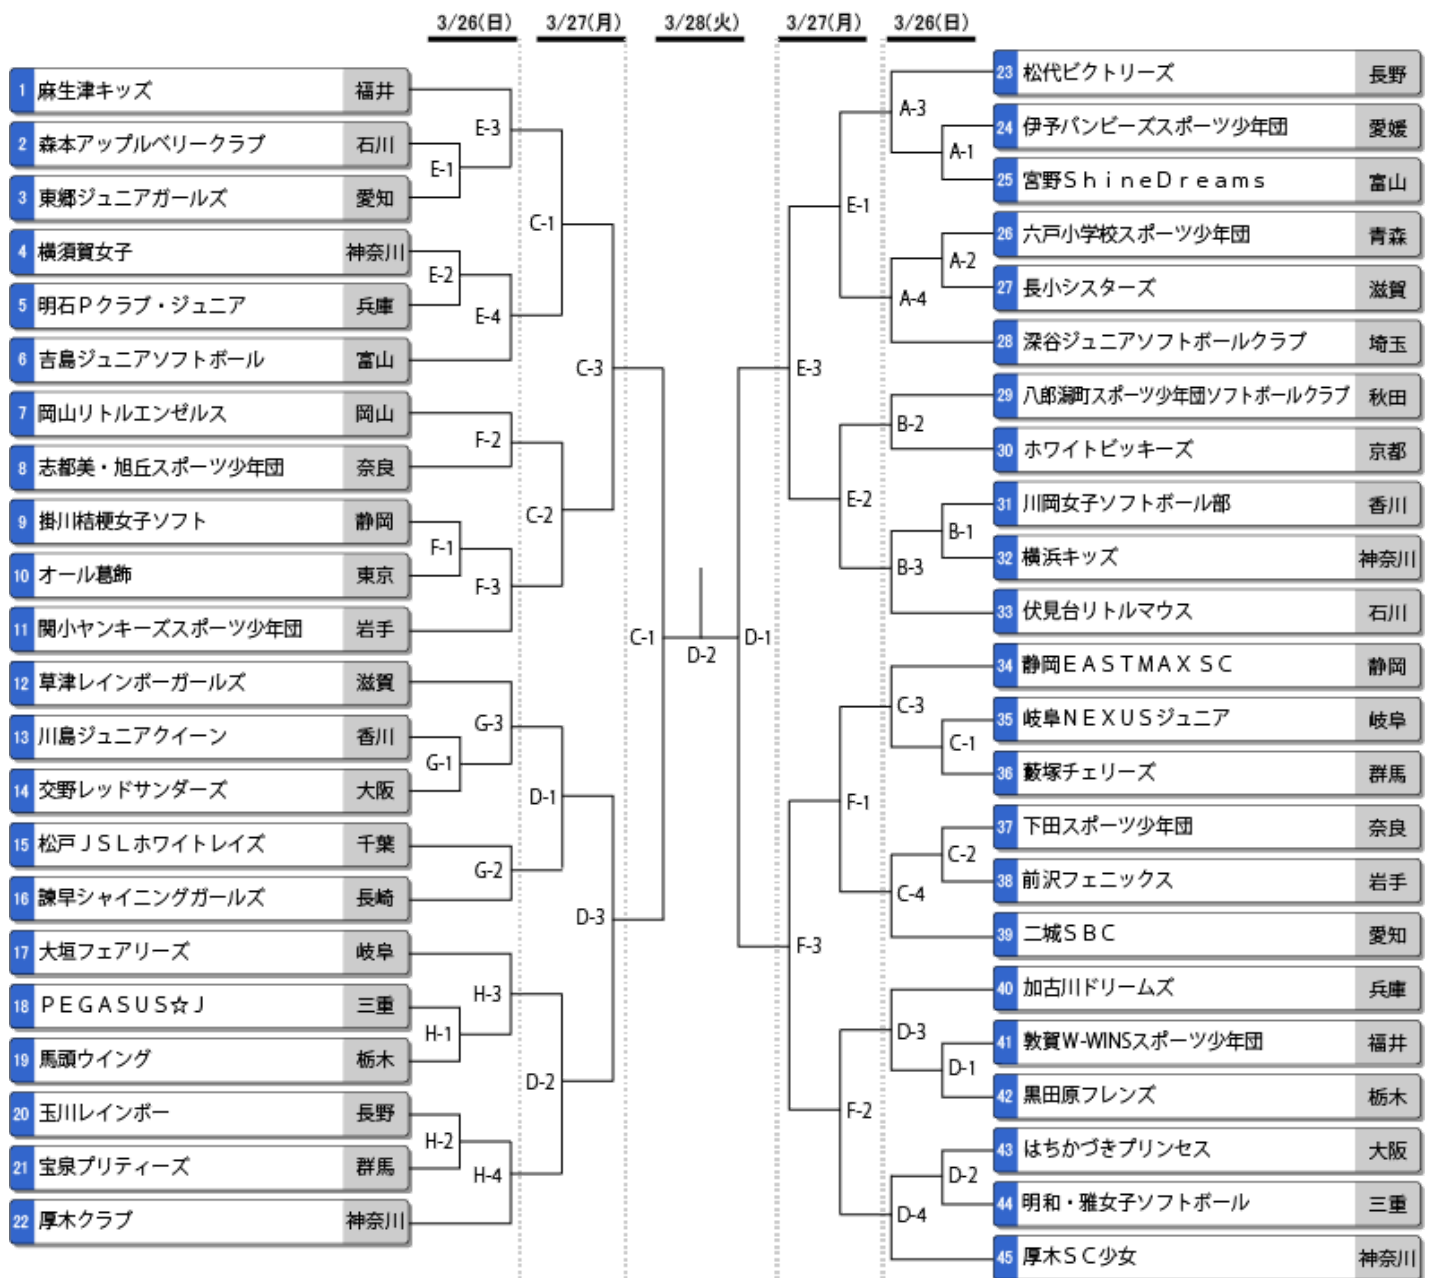 3/26(日) 3/27(月) 3/28(火) 3/27(月) 3/26(日)
1 麻生津キッズ 福井
2 森本アップルベリークラブ 石川
3 東郷ジュニアガールズ 愛知
4 横須賀女子 神奈川
5 明石Ｐクラブ・ジュニア 兵庫
6 吉島ジュニアソフトボール 富山
7 岡山リトルエンゼルス 岡山
8 志都美・旭丘スポーツ少年団 奈良
9 掛川桔梗女子ソフト 静岡
10 オール葛飾 東京
11 関小ヤンキーズスポーツ少年団 岩手
12 草津レインボーガールズ 滋賀
13 川島ジュニアクイーン 香川
14 交野レッドサンダーズ 大阪
15 松戸ＪＳＬホワイトレイズ 千葉
16 諫早シャイニングガールズ 長崎
17 大垣フェアリーズ 岐阜
18 ＰＥＧＡＳＵＳ☆Ｊ 三重
19 馬頭ウイング 栃木
20 玉川レインボー 長野
21 宝泉プリティーズ 群馬
22 厚木クラブ 神奈川
E-3
E-1
E-2
E-4
F-2
F-1
F-3
G-3
G-1
G-2
H-3
H-1
H-2
H-4
C-1
C-2
D-1
D-2
C-3
D-3
C-1
D-2
D-1
E-3
F-3
E-1
E-2
F-1
F-2
A-3
A-1
A-2
A-4
B-2
B-1
B-3
C-3
C-1
C-2
C-4
D-3
D-1
D-2
D-4
23 松代ビクトリーズ 長野
24 伊予バンビーズスポーツ少年団 愛媛
25 宮野ＳｈｉｎｅＤｒｅａｍｓ 富山
26 六戸小学校スポーツ少年団 青森
27 長小シスターズ 滋賀
28 深谷ジュニアソフトボールクラブ 埼玉
29 八郎潟町スポーツ少年団ソフトボールクラブ 秋田
30 ホワイトビッキーズ 京都
31 川岡女子ソフトボール部 香川
32 横浜キッズ 神奈川
33 伏見台リトルマウス 石川
34 静岡ＥＡＳＴＭＡＸ ＳＣ 静岡
35 岐阜ＮＥＸＵＳジュニア 岐阜
36 藪塚チェリーズ 群馬
37 下田スポーツ少年団 奈良
38 前沢フェニックス 岩手
39 二城ＳＢＣ 愛知
40 加古川ドリームズ 兵庫
41 敦賀W-WINSスポーツ少年団 福井
42 黒田原フレンズ 栃木
43 はちかづきプリンセス 大阪
44 明和・雅女子ソフトボール 三重
45 厚木ＳＣ少女 神奈川